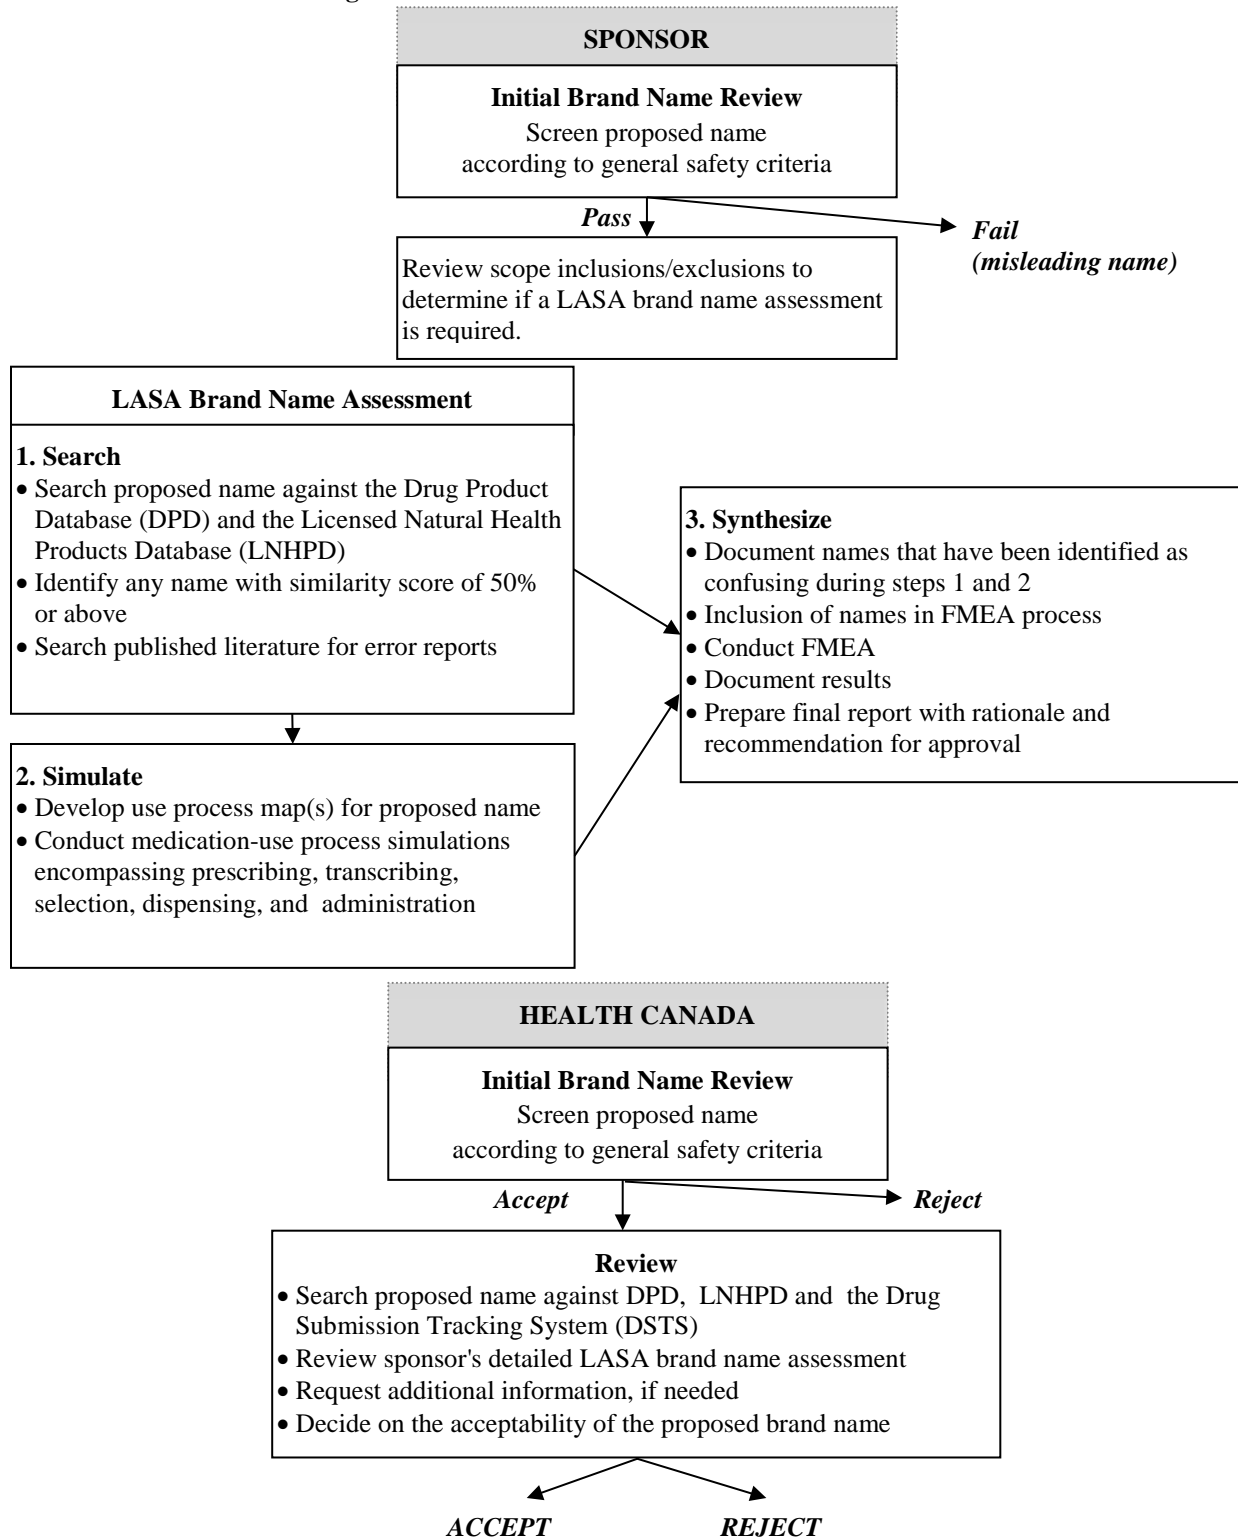 SPONSOR
Initial Brand Name Review
Screen proposed name
according to general safety criteria
Pass
Fail
(misleading name)
Review scope inclusions/exclusions to
determine if a LASA brand name assessment
is required.
LASA Brand Name Assessment
1. Search
• Search proposed name against the Drug Product
Database (DPD) and the Licensed Natural Health
Products Database (LNHPD)
• Identify any name with similarity score of 50%
or above
• Search published literature for error reports
2. Simulate
• Develop use process map(s) for proposed name
• Conduct medication-use process simulations
encompassing prescribing, transcribing,
selection, dispensing, and administration
3. Synthesize
• Document names that have been identified as
confusing during steps 1 and 2
• Inclusion of names in FMEA process
• Conduct FMEA
• Document results
• Prepare final report with rationale and
recommendation for approval
HEALTH CANADA
Initial Brand Name Review
Screen proposed name
according to general safety criteria
Accept
Reject
Review
• Search proposed name against DPD, LNHPD and the Drug
Submission Tracking System (DSTS)
• Review sponsor's detailed LASA brand name assessment
• Request additional information, if needed
• Decide on the acceptability of the proposed brand name
ACCEPT
REJECT